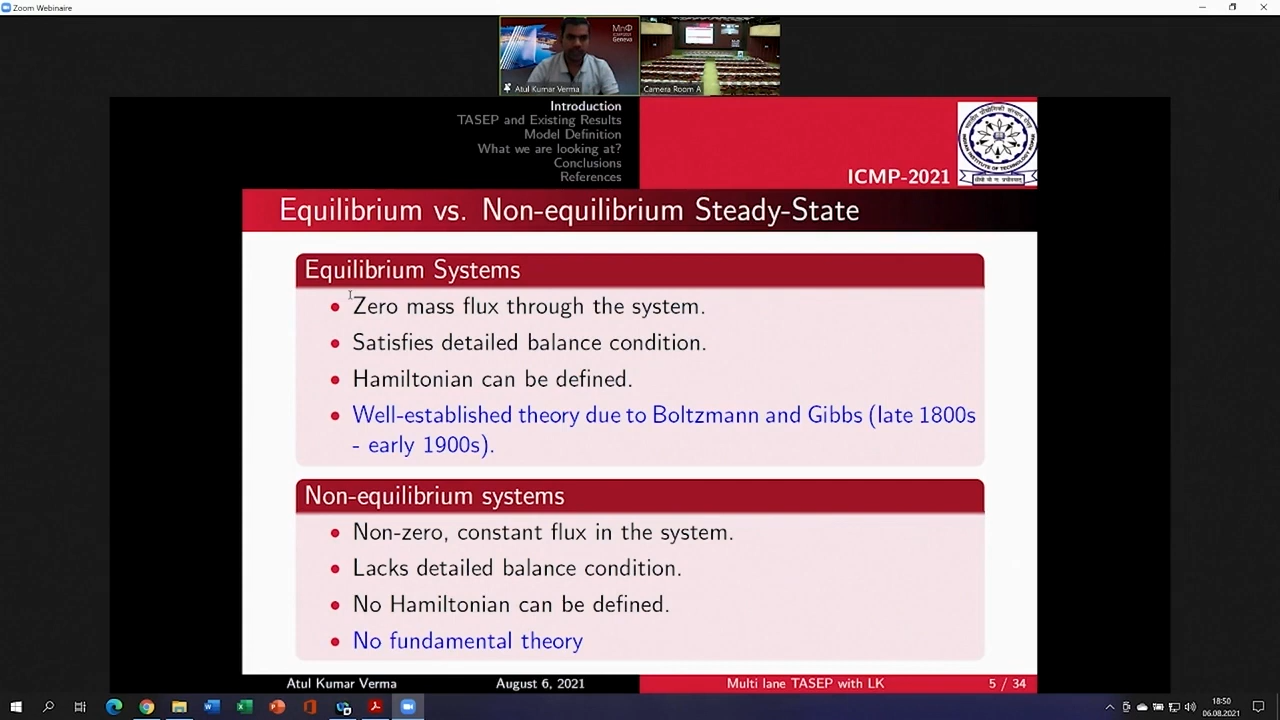 Zoom Webinaire
МпФ
Geneva
Atul Kumar Verma
Camera Room A
Introduction
TASEP and Existing Results
Model Definition
What we are looking at?
Conclusions
References
ICMP-2021
Equilibrium vs. Non-equilibrium Steady-State
Equilibrium Systems
Zero mass flux through the system.
Satisfies detailed balance condition.
Hamiltonian can be defined.
Well-established theory due to Boltzmann and Gibbs (late 1800s
- early 1900s).
Non-equilibrium systems
Non-zero, constant flux in the system.
Lacks detailed balance condition.
No Hamiltonian can be defined.
No fundamental theory
Atul Kumar Verma
August 6, 2021
Multi lane TASEP with LK
5 / 34
18:50
06.08.2021